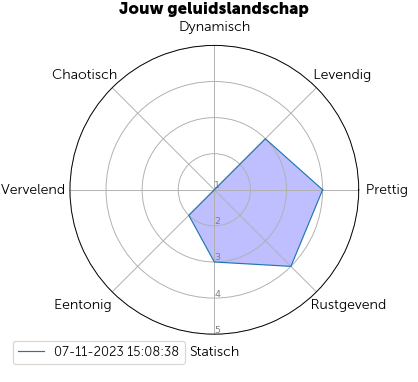 Jouw geluidslandschap
Dynamisch
Chaotisch
Levendig
Vervelend
Prettig
1
2
3
4
5
Eentonig
Rustgevend
Statisch
07-11-2023 15:08:38